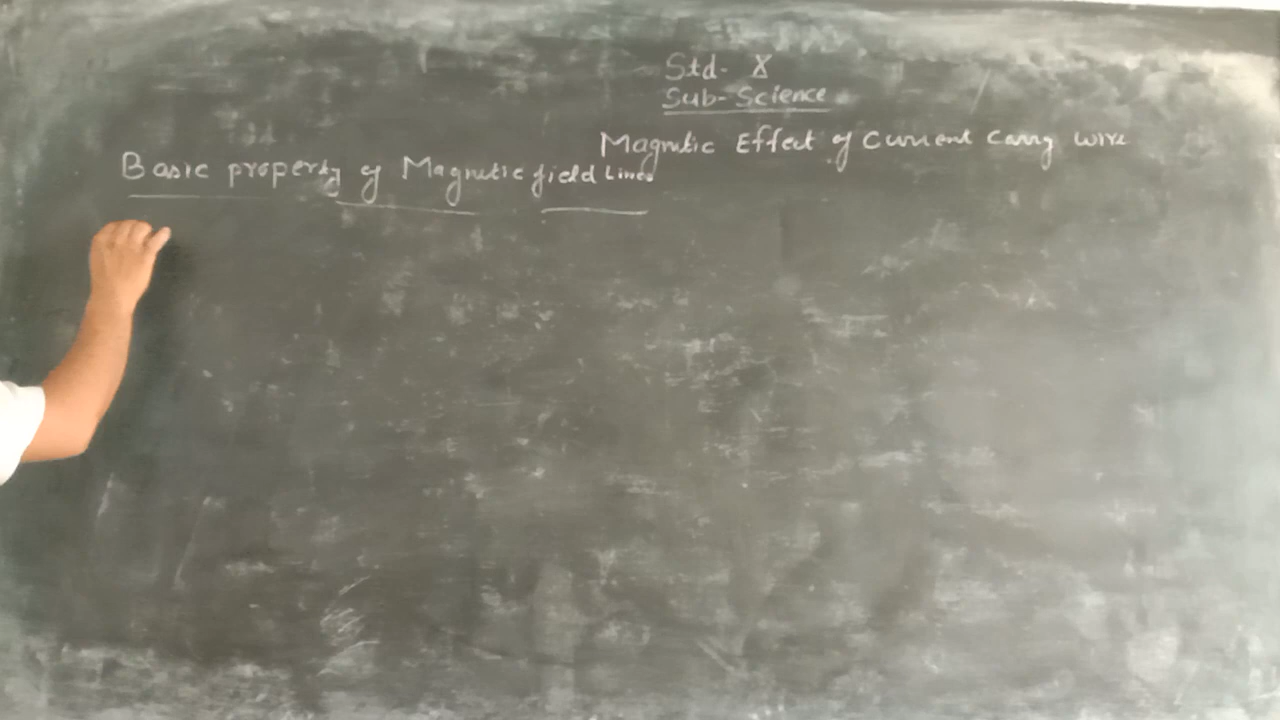 Std- X
Sub- Science
Magnetic Effect of Current Carry wire
Basic property of Magnetic field Lines